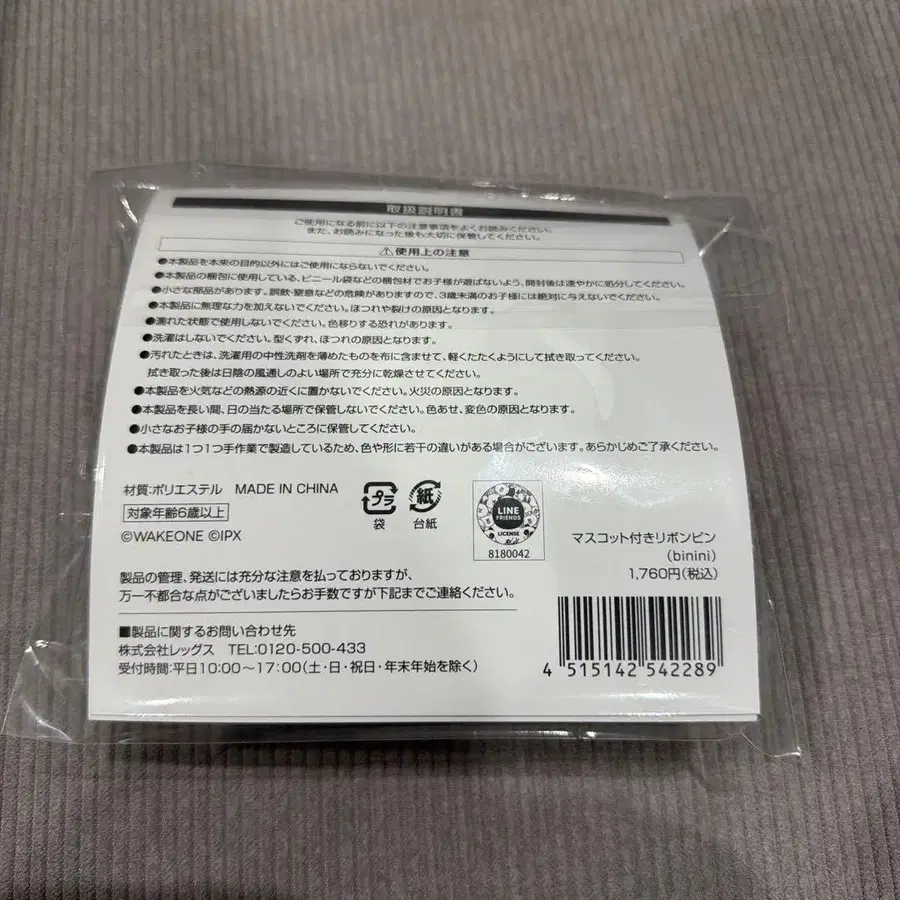 取扱説明書
ご使用になる前に以下の注意事項をよくお読みください。
また、お読みになった後も大切に保管してください。
⚠使用上の注意
●本製品を本来の目的以外にはご使用にならないでください。
●本製品の梱包に使用している、ビニール袋などの梱包材でお子様が遊ばないよう、開封後は速やかに処分してください。
●小さな部品があります。誤飲・窒息などの危険がありますので、3歳未満のお子様には絶対に与えないでください。
●本製品に無理な力を加えないでください。ほつれや裂けの原因となります。
●濡れた状態で使用しないでください。色移りする恐れがあります。
●洗濯はしないでください。型くずれ、ほつれの原因となります。
●汚れたときは、洗濯用の中性洗剤を薄めたものを布に含ませて、軽くたたくようにして拭き取ってください。
拭き取った後は日陰の風通しのよい場所で充分に乾燥させてください。
●本製品を火気などの熱源の近くに置かないでください。火災の原因となります。
●本製品を長い間、日の当たる場所で保管しないでください。色あせ、変色の原因となります。
●小さなお子様の手の届かないところに保管してください。
●本製品は1つ1つ手作業で製造しているため、色や形に若干の違いがある場合がございます。あらかじめご了承ください。
材質:ポリエステル MADE IN CHINA
対象年齢6歳以上
©WAKEONE ©IPX
プラ
袋
紙
台紙
LINE
FRIENDS
LICENSE
8180042
マスコット付きリボンピン
(binini)
1,760円(税込)
製品の管理、発送には充分な注意を払っておりますが、
万一不都合な点がございましたらお手数ですが下記までご連絡ください。
■製品に関するお問い合わせ先
株式会社レッグス TEL:0120-500-433
受付時間:平日10:00〜17:00(土・日・祝日・年末年始を除く)
4 515142 542289